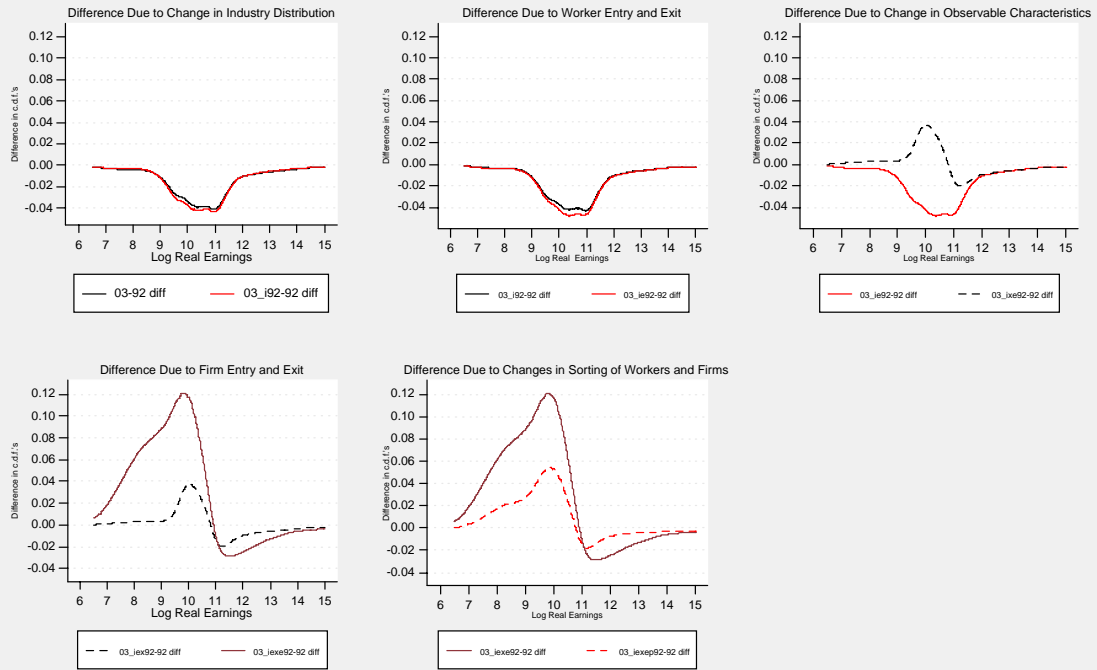 Difference Due to Change in Industry Distribution
Difference in c.d.f.'s
0.12
0.10
0.08
0.06
0.04
0.02
0.00
-0.02
-0.04
6 7 8 9 10 11 12 13 14 15
Log Real Earnings
03-92 diff 03_i92-92 diff
Difference Due to Worker Entry and Exit
Difference in c.d.f.'s
0.12
0.10
0.08
0.06
0.04
0.02
0.00
-0.02
-0.04
6 7 8 9 10 11 12 13 14 15
Log Real Earnings
03_i92-92 diff 03_ie92-92 diff
Difference Due to Change in Observable Characteristics
Difference in c.d.f.'s
0.12
0.10
0.08
0.06
0.04
0.02
0.00
-0.02
-0.04
6 7 8 9 10 11 12 13 14 15
Log Real Earnings
03_ie92-92 diff 03_ixe92-92 diff
Difference Due to Firm Entry and Exit
Difference in c.d.f.'s
0.12
0.10
0.08
0.06
0.04
0.02
0.00
-0.02
-0.04
6 7 8 9 10 11 12 13 14 15
Log Real Earnings
03_iex92-92 diff 03_iexe92-92 diff
Difference Due to Changes in Sorting of Workers and Firms
Difference in c.d.f.'s
0.12
0.10
0.08
0.06
0.04
0.02
0.00
-0.02
-0.04
6 7 8 9 10 11 12 13 14 15
Log Real Earnings
03_iexe92-92 diff 03_iexep92-92 diff